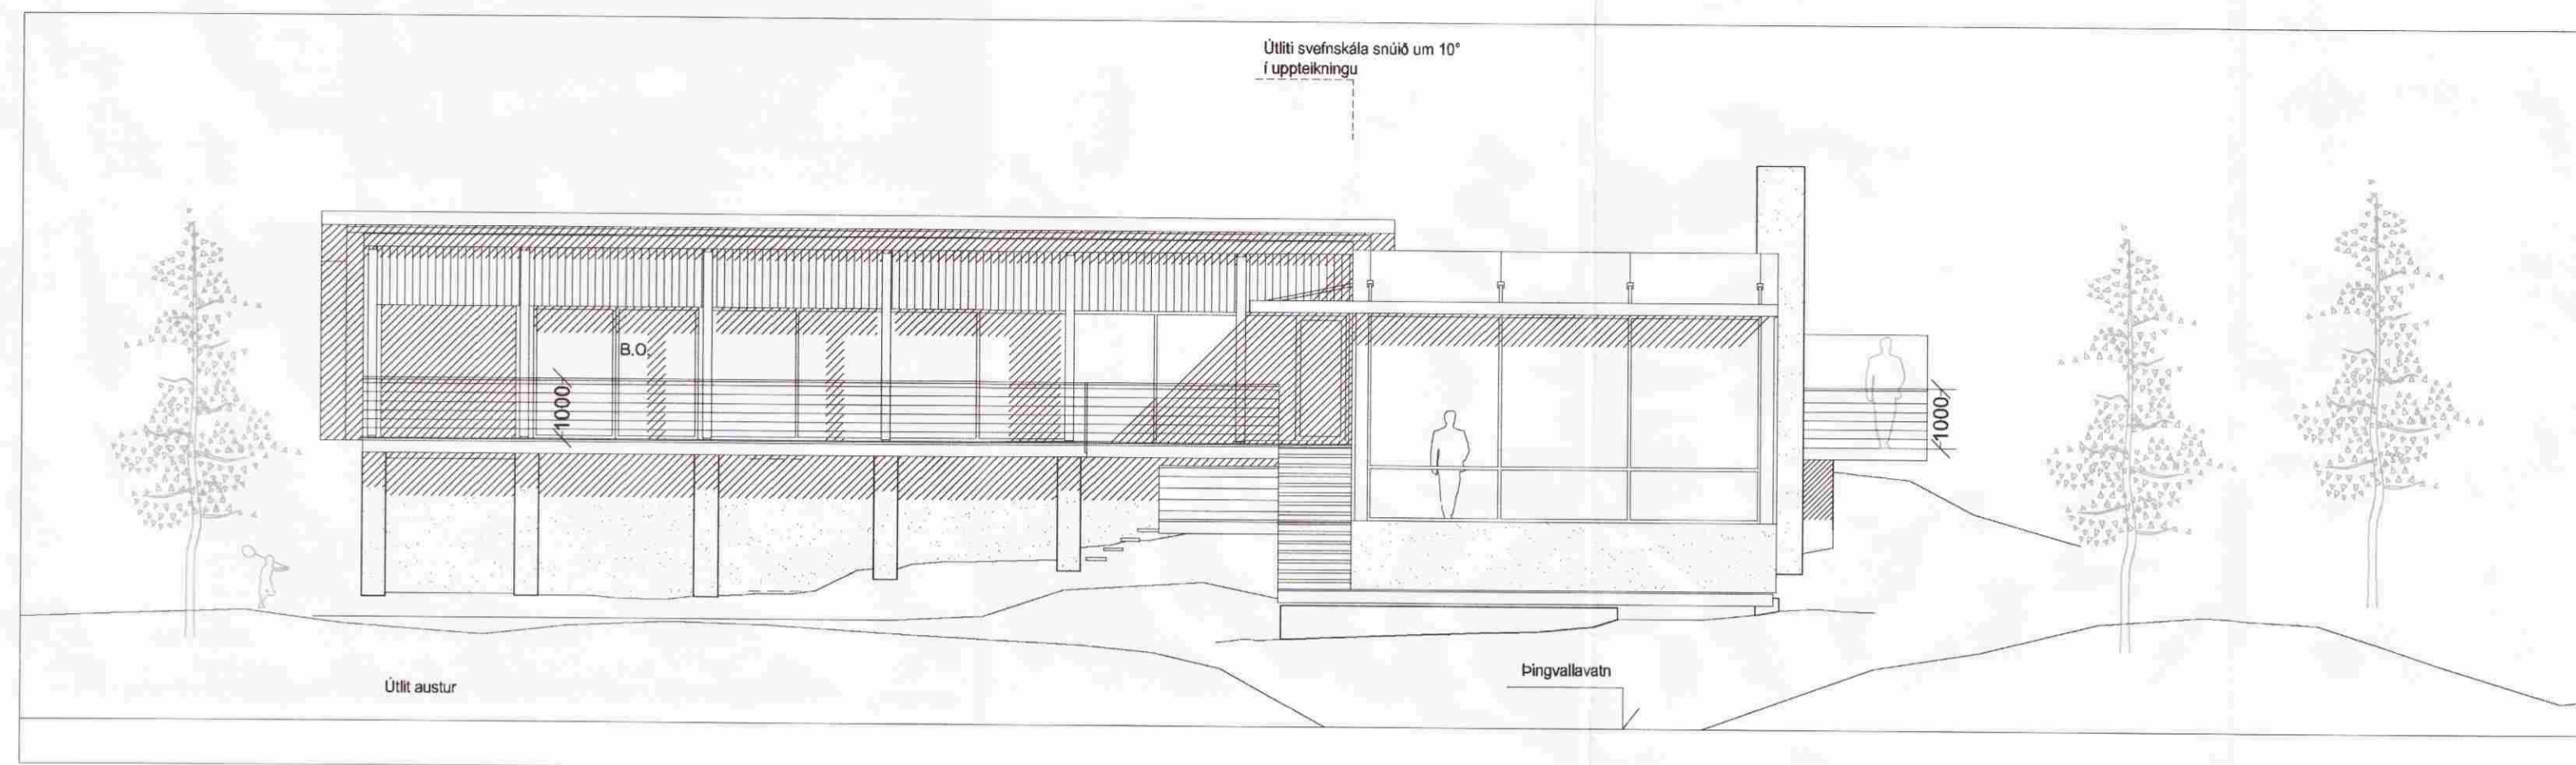 Útliti svefnskála snúið um 10°
í uppteikningu
B.O.
1000
1000
Útlit austur
Þingvallavatn